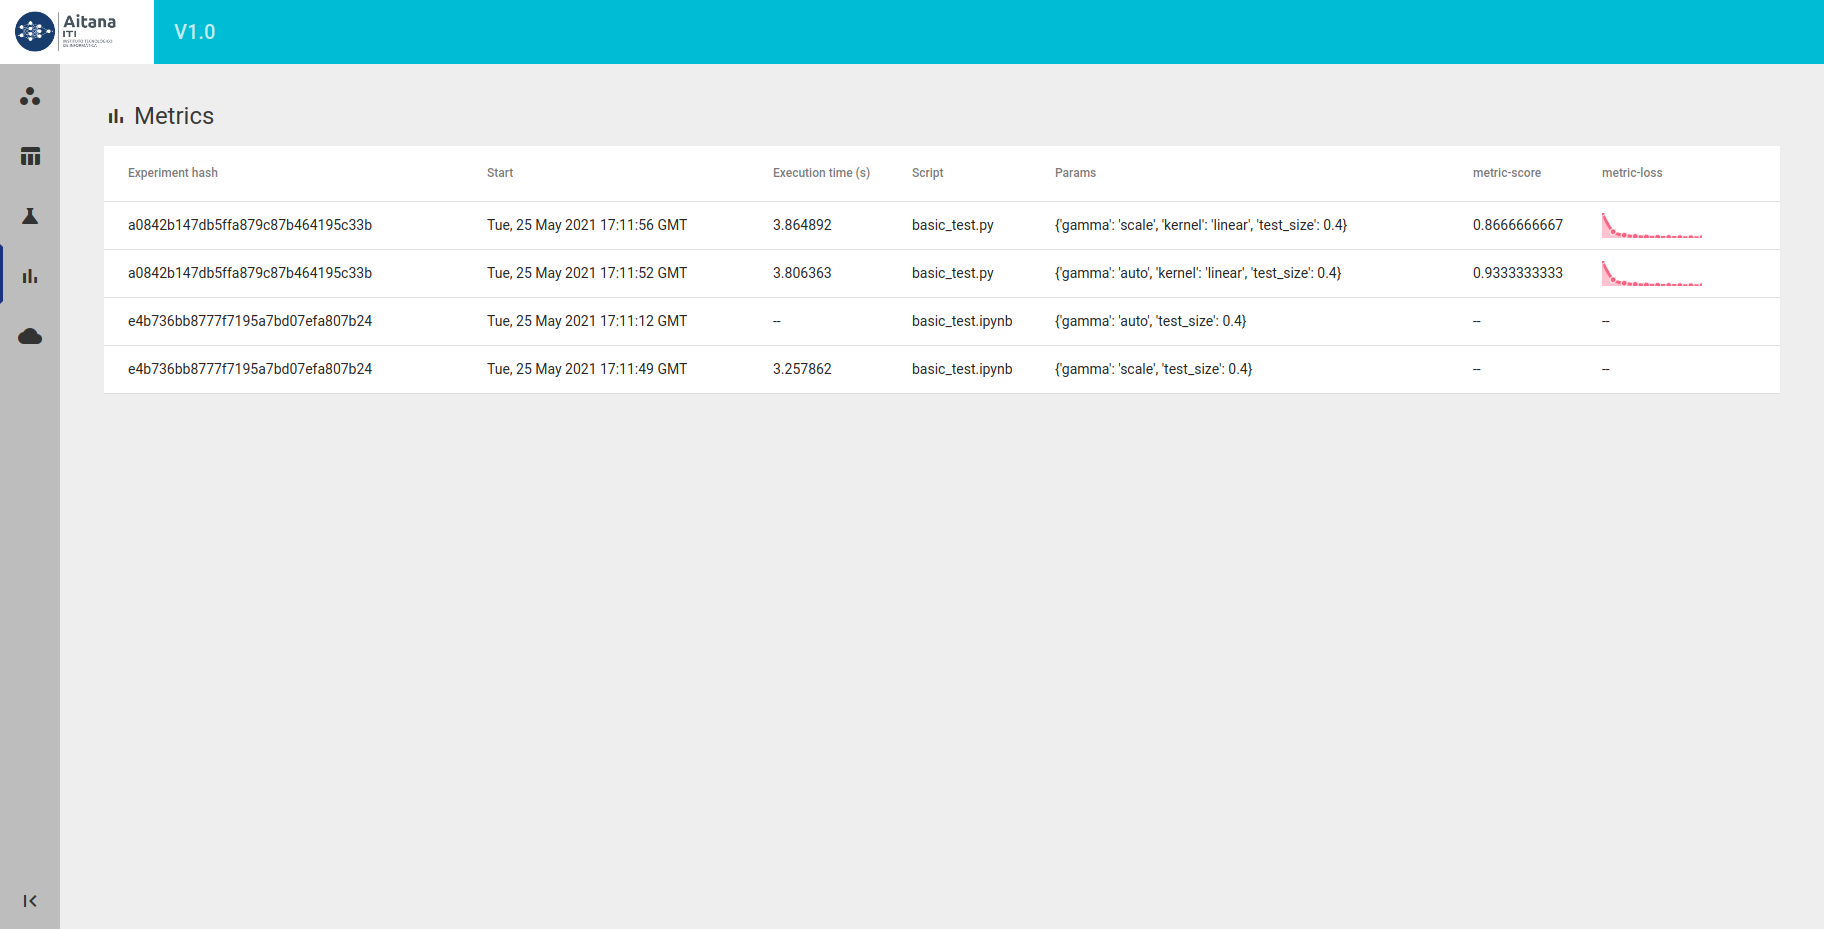 Aitana
ITI
INSTITUTO TECNOLÓGICO
DE INFORMÁTICA
V1.0
Metrics
Experiment hash Start Execution time (s) Script Params metric-score metric-loss
a0842b147db5ffa879c87b464195c33b Tue, 25 May 2021 17:11:56 GMT 3.864892 basic_test.py {'gamma': 'scale', 'kernel': 'linear', 'test_size': 0.4} 0.8666666667
a0842b147db5ffa879c87b464195c33b Tue, 25 May 2021 17:11:52 GMT 3.806363 basic_test.py {'gamma': 'auto', 'kernel': 'linear', 'test_size': 0.4} 0.9333333333
e4b736bb8777f7195a7bd07efa807b24 Tue, 25 May 2021 17:11:12 GMT -- basic_test.ipynb {'gamma': 'auto', 'test_size': 0.4} -- --
e4b736bb8777f7195a7bd07efa807b24 Tue, 25 May 2021 17:11:49 GMT 3.257862 basic_test.ipynb {'gamma': 'scale', 'test_size': 0.4} -- --